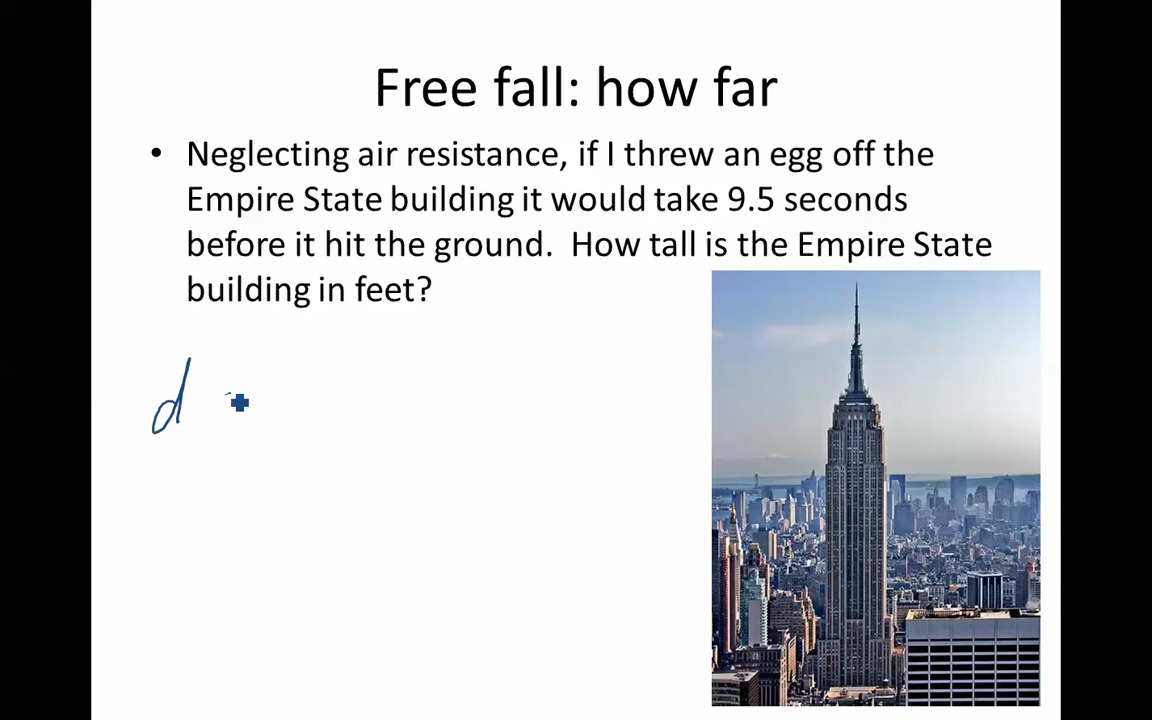 Free fall: how far
• Neglecting air resistance, if I threw an egg off the
Empire State building it would take 9.5 seconds
before it hit the ground.  How tall is the Empire State
building in feet?
d